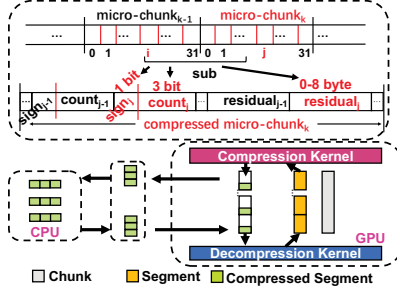 micro-chunkk-1 micro-chunkk
... ... ... ...
0 1 i 31 0 1 j 31
sub
1 bit 3 bit 0-8 byte
... signj-1 countj-1 ... signj countj ... residualj-1 residualj ...
compressed micro-chunkk
Compression Kernel
CPU
GPU
Decompression Kernel
Chunk Segment Compressed Segment